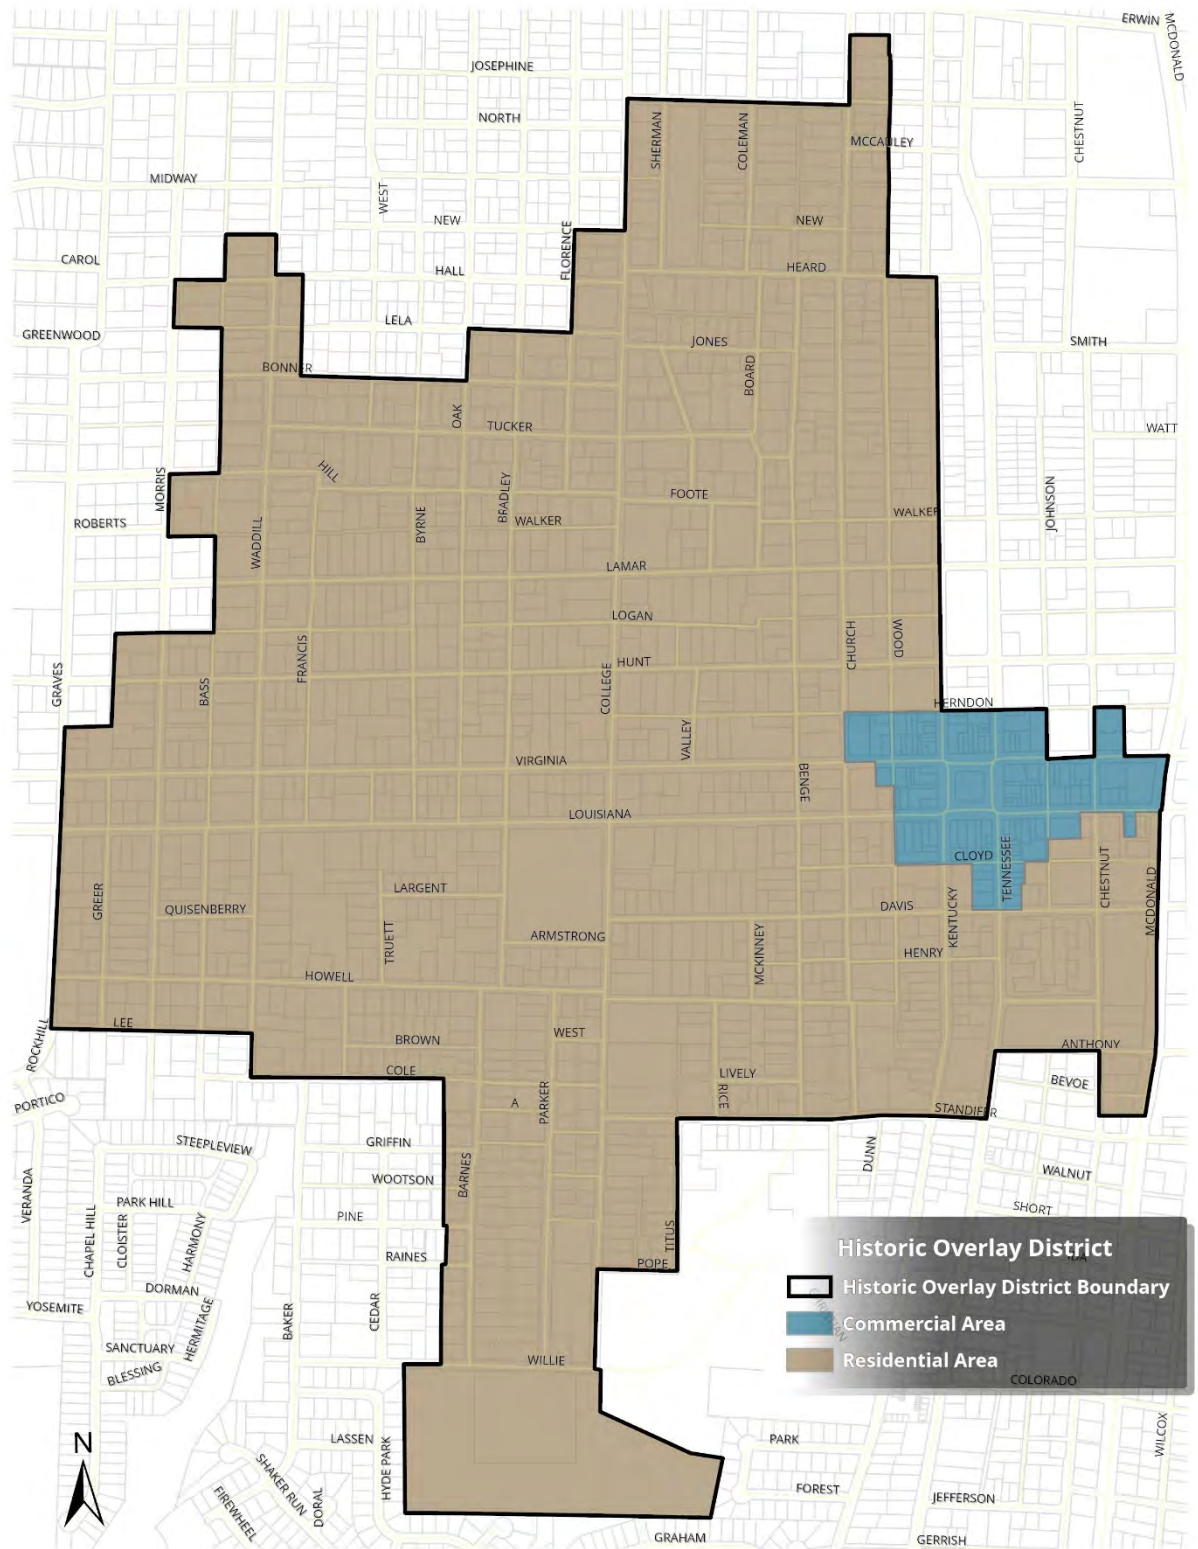 ERWIN
MCDONALD
JOSEPHINE
NORTH
SHERMAN
COLEMAN
CHESTNUT
MCCAULEY
MIDWAY
WEST
NEW
NEW
FLORENCE
CAROL
HALL
HEARD
LELA
GREENWOOD
JONES
SMITH
BONNER
BOARD
OAK
TUCKER
WATT
HILL
MORRIS
BRADLEY
FOOTE
JOHNSON
ROBERTS
WADDILL
BYRNE
WALKER
WALKER
LAMAR
LOGAN
FRANCIS
CHURCH
WOOD
HUNT
GRAVES
BASS
COLLEGE
HERNDON
VALLEY
VIRGINIA
BENGE
LOUISIANA
CLOYD
TENNESSEE
CHESTNUT
GREER
LARGENT
MCDONALD
QUISENBERRY
DAVIS
KENTUCKY
TRUETT
ARMSTRONG
MCKINNEY
HENRY
HOWELL
LEE
WEST
ROCKHILL
BROWN
ANTHONY
COLE
LIVELY
BEVOE
PORTICO
A
PARKER
RICE
STANDIFER
STEEPLEVIEW
GRIFFIN
DUNN
WALNUT
VERANDA
WOOTSON
BARNES
PARK HILL
SHORT
CHAPEL HILL
CLOISTER
HARMONY
PINE
TITUS
RAINES
POPE
Historic Overlay District
Historic Overlay District Boundary
DORMAN
YOSEMITE
HERMITAGE
BAKER
CEDAR
Commercial Area
SANCTUARY
WILLIE
Residential Area
BLESSING
COLORADO
N
LASSEN
HYDE PARK
PARK
WILCOX
SHAKER RUN
FIREWHEEL
DORAL
FOREST
JEFFERSON
GRAHAM
GERRISH